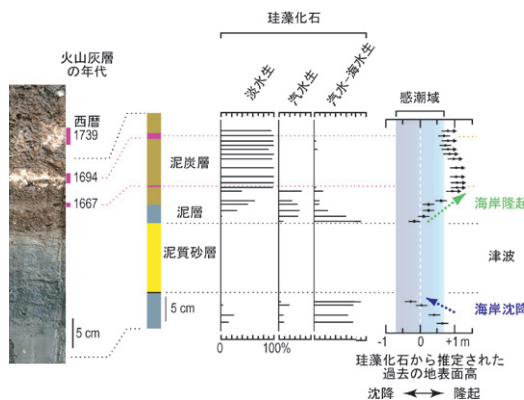 珪藻化石
火山灰層
の年代
淡水生
汽水生
汽水-海水生
感潮域
西暦
1739
1694
1667
泥炭層
泥層
海岸隆起
泥質砂層
津波
5 cm
海岸沈降
5 cm
0
100%
-1
0
+1 m
珪藻化石から推定された
過去の地表面高
沈降
隆起